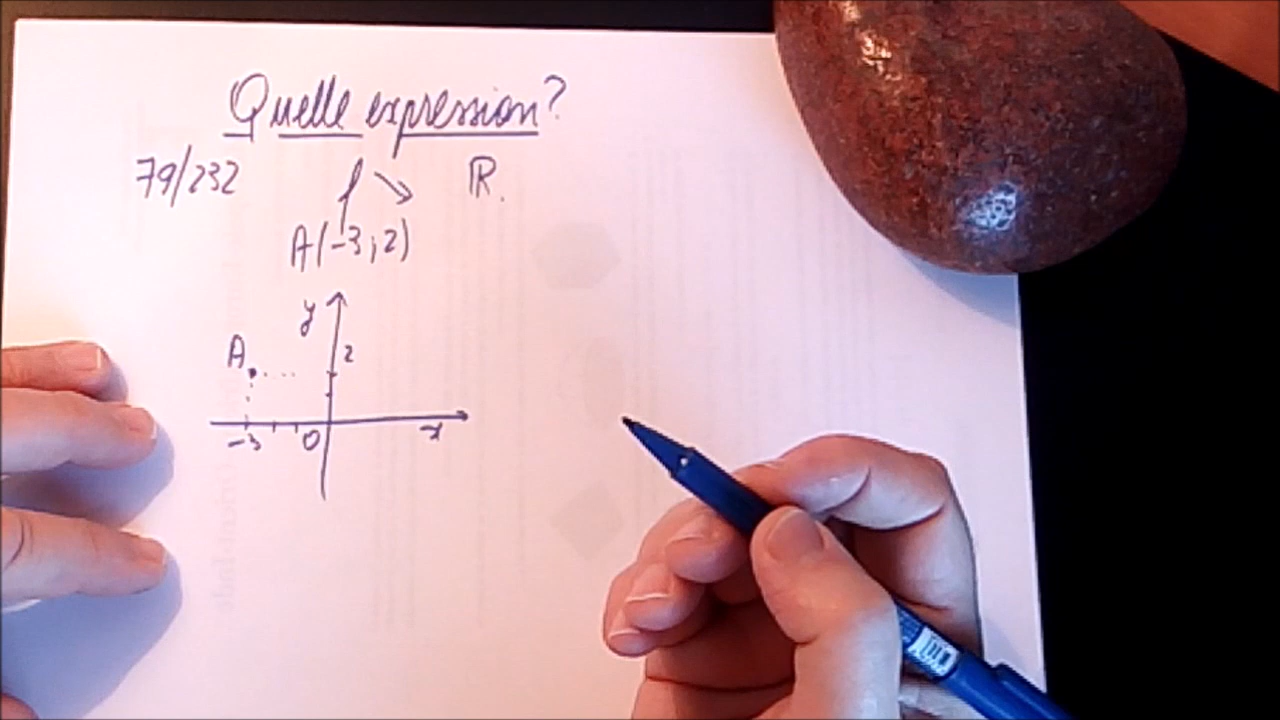 Quelle expression?
79/232 f ↘ ℝ.
A(-3;2)
y
A 2
-3 0 x